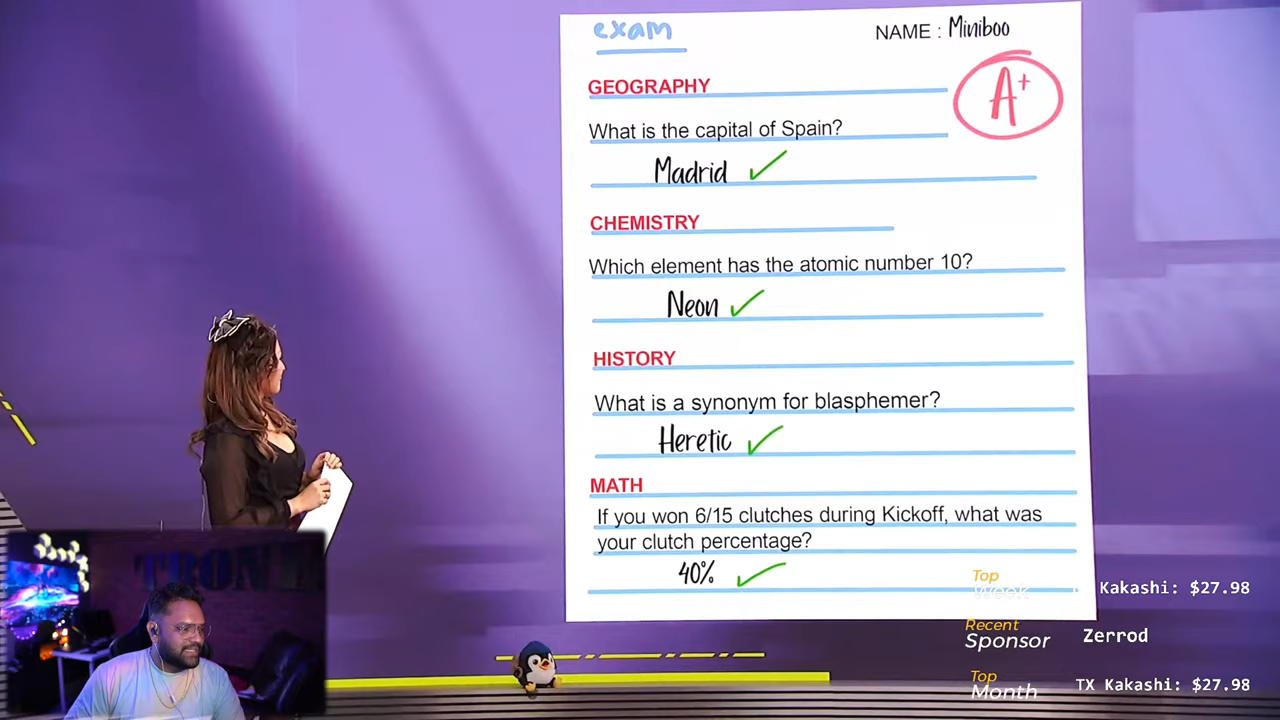 exam
NAME : Miniboo
A+
GEOGRAPHY
What is the capital of Spain?
Madrid
CHEMISTRY
Which element has the atomic number 10?
Neon
HISTORY
What is a synonym for blasphemer?
Heretic
MATH
If you won 6/15 clutches during Kickoff, what was
your clutch percentage?
40%
Top
Week
Kakashi: $27.98
Recent
Sponsor
Zerrod
Top
Month
TX Kakashi: $27.98